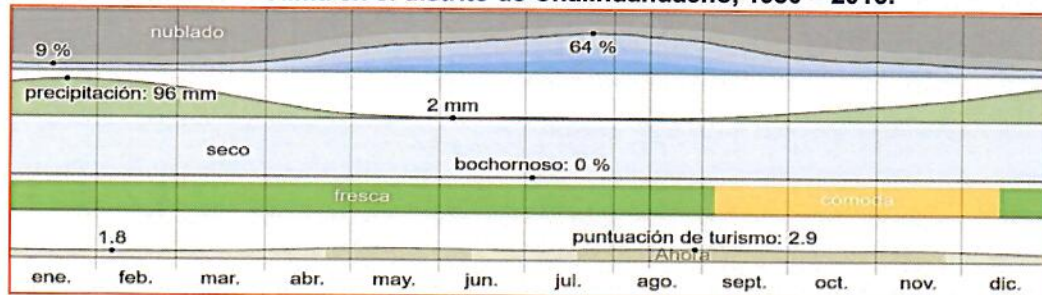 nublado
9 %
64 %
precipitación: 96 mm
2 mm
seco
bochornoso: 0 %
fresca
cómoda
1.8
puntuación de turismo: 2.9
Ahora
ene. feb. mar. abr. may. jun. jul. ago. sept. oct. nov. dic.